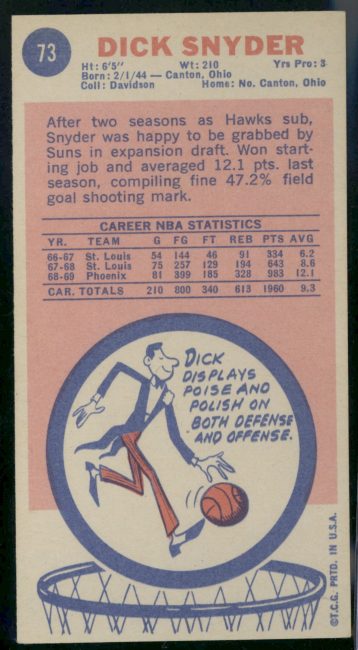 73
DICK SNYDER
Ht: 6'5" Wt: 210 Yrs Pro: 3
Born: 2/1/44 — Canton, Ohio
Coll: Davidson Home: No. Canton, Ohio
After two seasons as Hawks sub,
Snyder was happy to be grabbed by
Suns in expansion draft. Won start-
ing job and averaged 12.1 pts. last
season, compiling fine 47.2% field
goal shooting mark.
CAREER NBA STATISTICS
YR. TEAM G FG FT REB PTS AVG
66-67 St. Louis 54 144 46 91 334 6.2
67-68 St. Louis 75 257 129 194 643 8.6
68-69 Phoenix 81 399 185 328 983 12.1
CAR. TOTALS 210 800 340 613 1960 9.3
DICK
DISPLAYS
POISE AND
POLISH ON
BOTH DEFENSE
AND OFFENSE.
©T.C.G. PRTD. IN U.S.A.